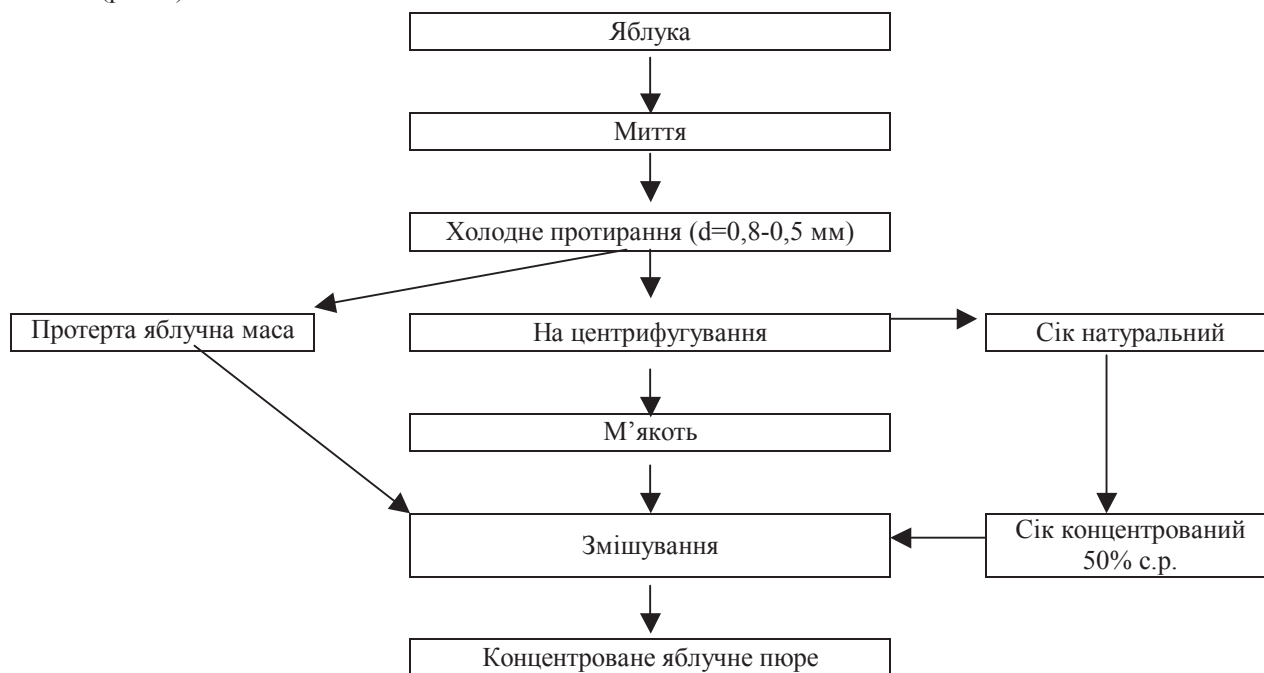 Яблука
Миття
Холодне протирання (d=0,8-0,5 мм)
Протерта яблучна маса
На центрифугування
Сік натуральний
М’якоть
Змішування
Сік концентрований
50% с.р.
Концентроване яблучне пюре